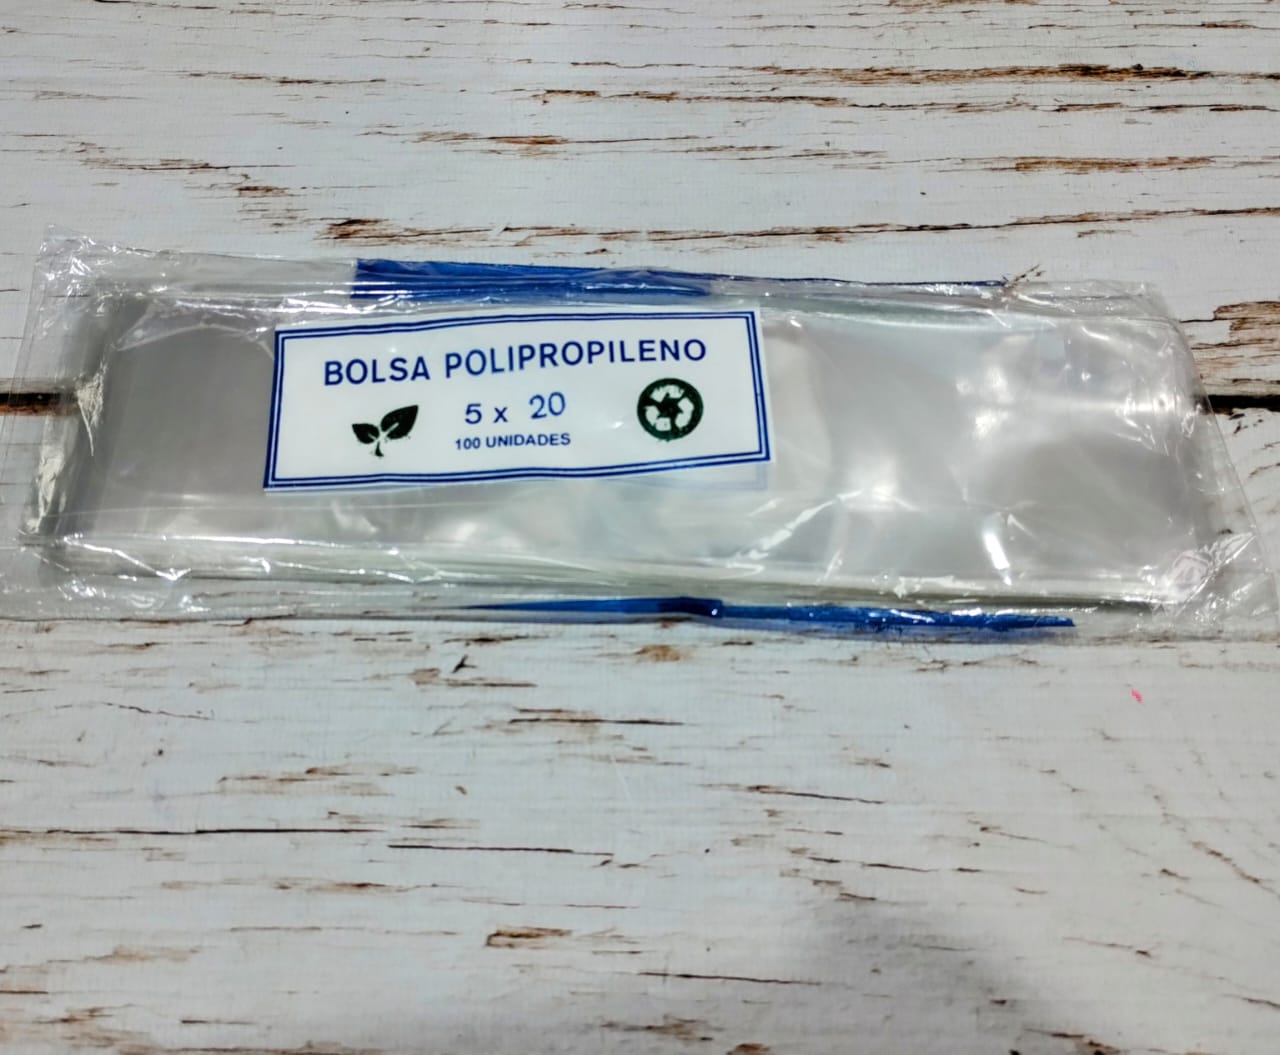 BOLSA POLIPROPILENO
5 x 20
100 UNIDADES